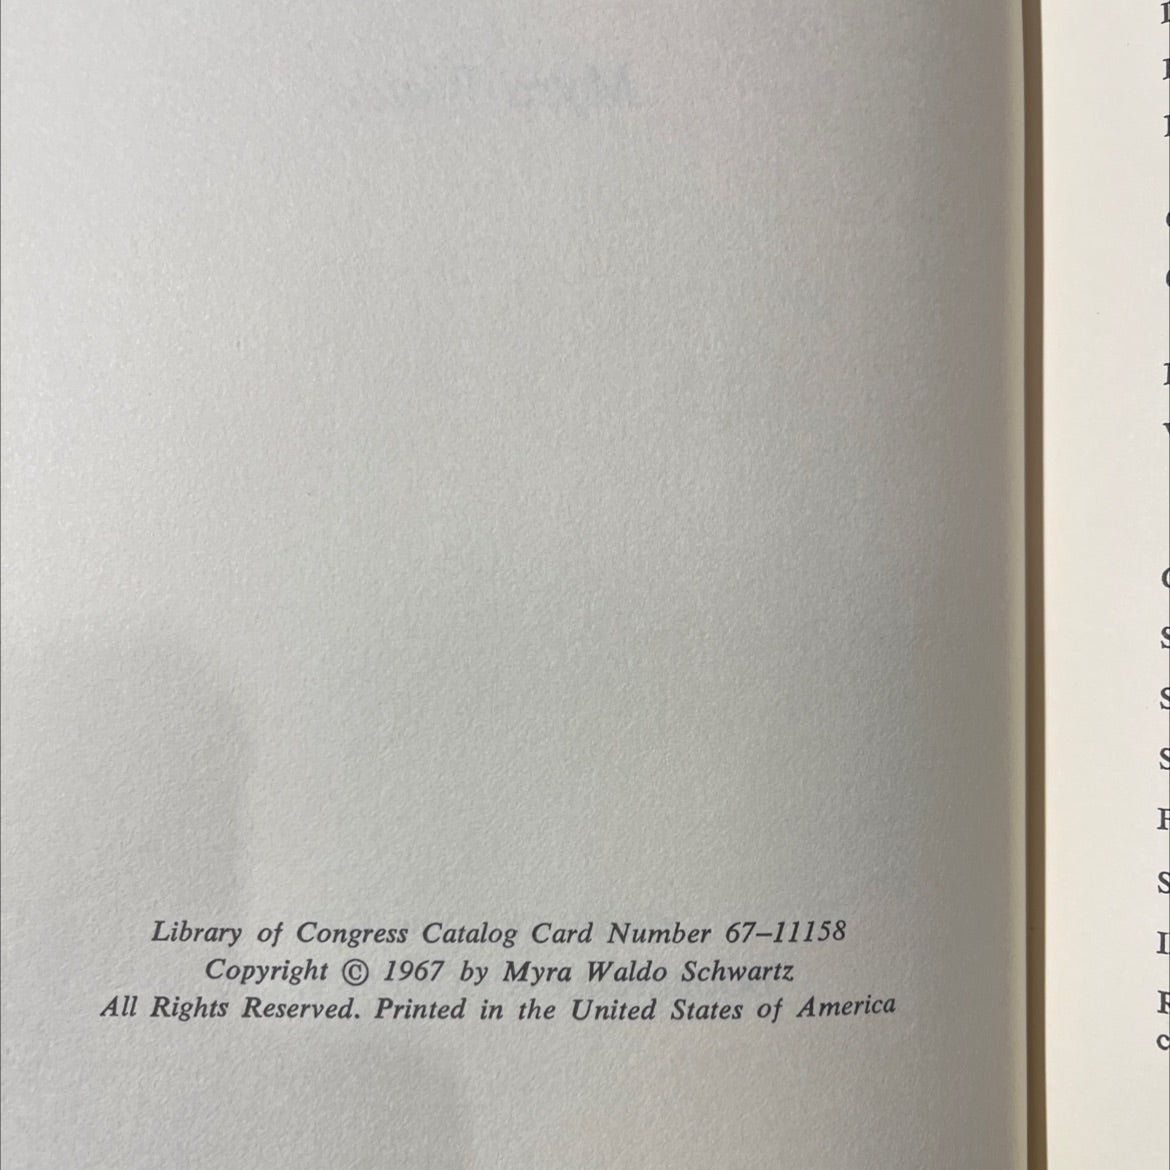 Library of Congress Catalog Card Number 67–11158
Copyright © 1967 by Myra Waldo Schwartz
All Rights Reserved. Printed in the United States of America